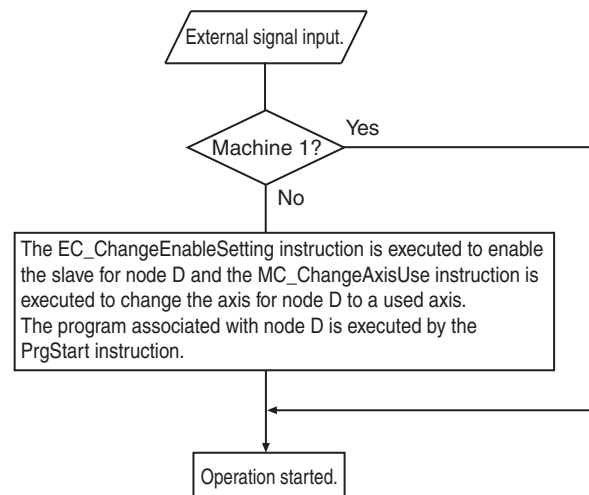 External signal input.
Machine 1?
Yes
No
The EC_ChangeEnableSetting instruction is executed to enable
the slave for node D and the MC_ChangeAxisUse instruction is
executed to change the axis for node D to a used axis.
The program associated with node D is executed by the
PrgStart instruction.
Operation started.